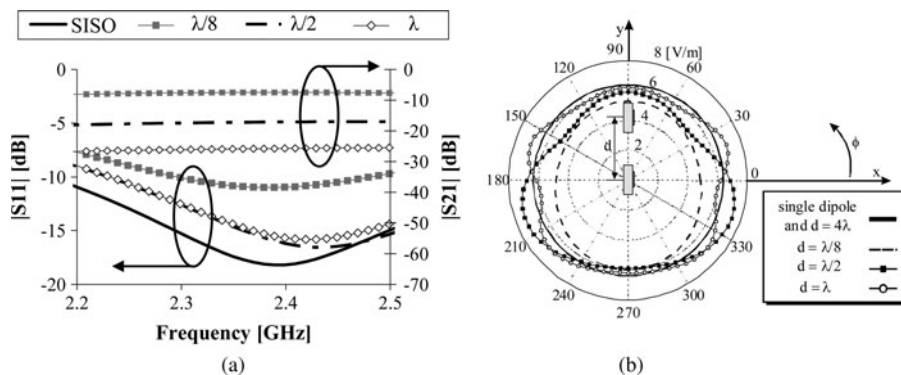 SISO λ/8 λ/2 λ
0 0
-5 -10
-10 -20
-15 -30
-20 -40
-50
-60
-70
|S11| [dB]
|S21| [dB]
2.2 2.3 2.4 2.5
Frequency [GHz]
(a)
y
90 8 [V/m]
120 60
6
150 4 30
d 2
180 0 x
ϕ
210 330
240 300
270
single dipole
and d = 4λ
d = λ/8
d = λ/2
d = λ
(b)